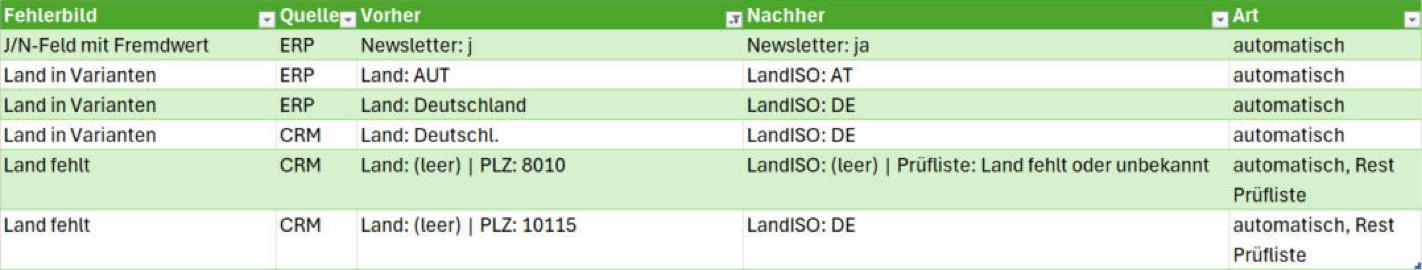 Fehlerbild Quelle Vorher Nachher Art
J/N-Feld mit Fremdwert ERP Newsletter: j Newsletter: ja automatisch
Land in Varianten ERP Land: AUT LandISO: AT automatisch
Land in Varianten ERP Land: Deutschland LandISO: DE automatisch
Land in Varianten CRM Land: Deutschl. LandISO: DE automatisch
Land fehlt CRM Land: (leer) | PLZ: 8010 LandISO: (leer) | Prüfliste: Land fehlt oder unbekannt automatisch, Rest
Prüfliste
Land fehlt CRM Land: (leer) | PLZ: 10115 LandISO: DE automatisch, Rest
Prüfliste